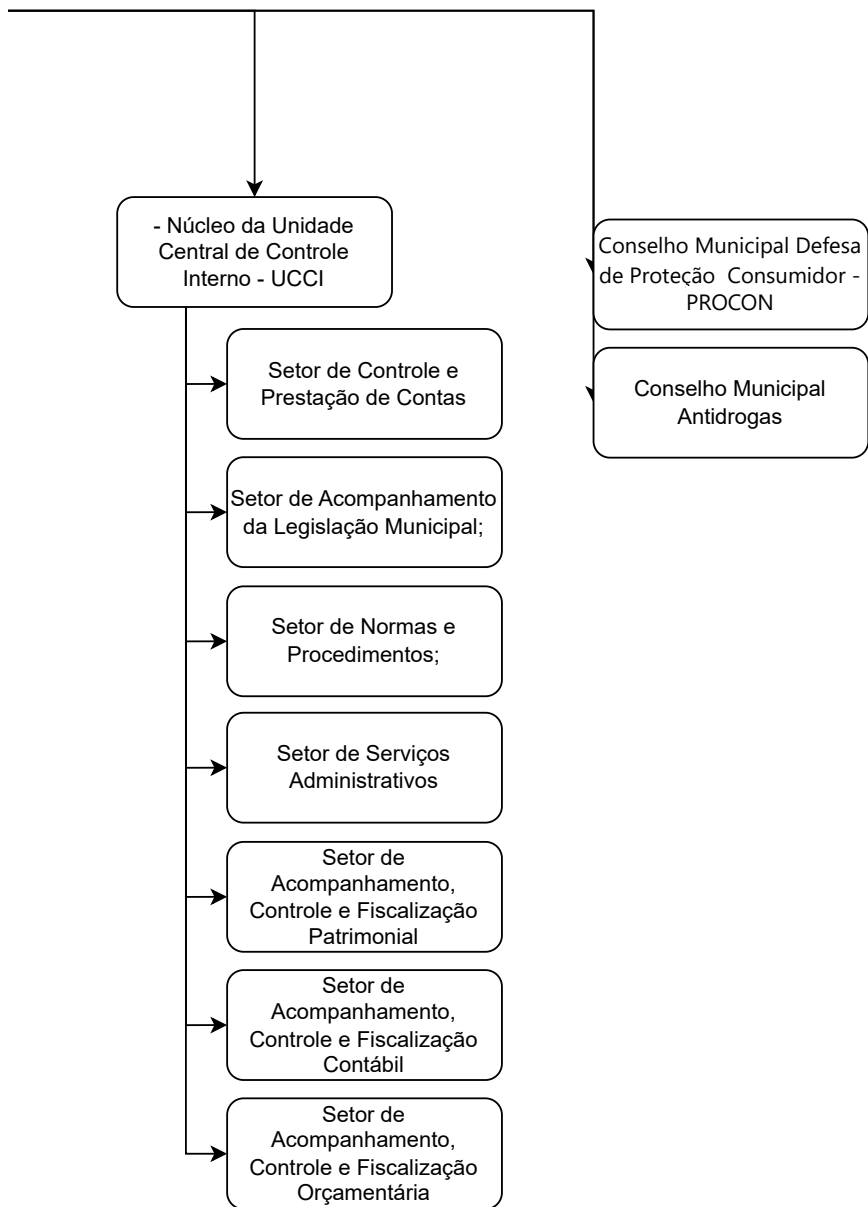 - Núcleo da Unidade
Central de Controle
Interno - UCCI
Conselho Municipal Defesa
de Proteção  Consumidor -
PROCON
Setor de Controle e
Prestação de Contas
Conselho Municipal
Antidrogas
Setor de Acompanhamento
da Legislação Municipal;
Setor de Normas e
Procedimentos;
Setor de Serviços
Administrativos
Setor de
Acompanhamento,
Controle e Fiscalização
Patrimonial
Setor de
Acompanhamento,
Controle e Fiscalização
Contábil
Setor de
Acompanhamento,
Controle e Fiscalização
Orçamentária